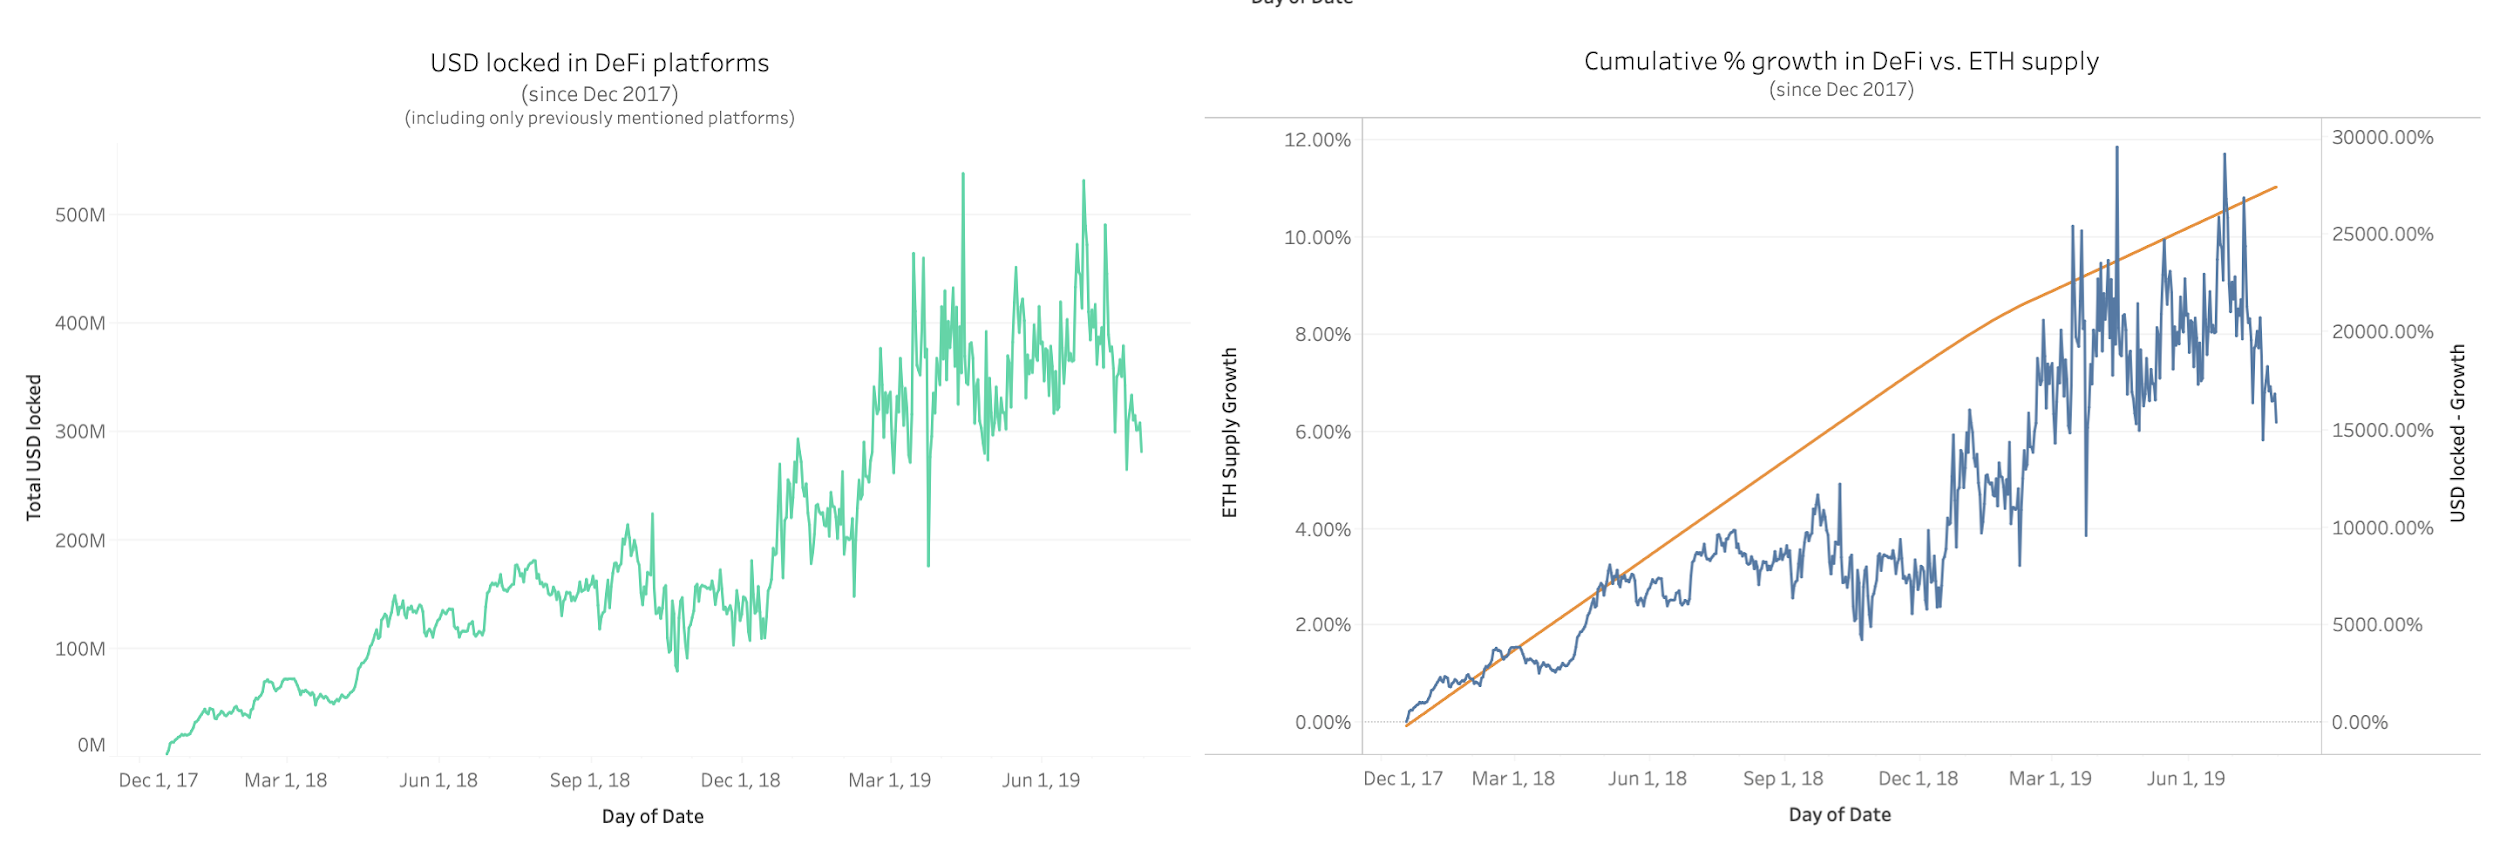 Day of Date
USD locked in DeFi platforms
(since Dec 2017)
(including only previously mentioned platforms)
Total USD locked
500M
400M
300M
200M
100M
0M
Dec 1, 17 Mar 1, 18 Jun 1, 18 Sep 1, 18 Dec 1, 18 Mar 1, 19 Jun 1, 19
Day of Date
Cumulative % growth in DeFi vs. ETH supply
(since Dec 2017)
ETH Supply Growth
12.00%
10.00%
8.00%
6.00%
4.00%
2.00%
0.00%
30000.00%
25000.00%
20000.00%
15000.00%
10000.00%
5000.00%
0.00%
USD locked - Growth
Dec 1, 17 Mar 1, 18 Jun 1, 18 Sep 1, 18 Dec 1, 18 Mar 1, 19 Jun 1, 19
Day of Date